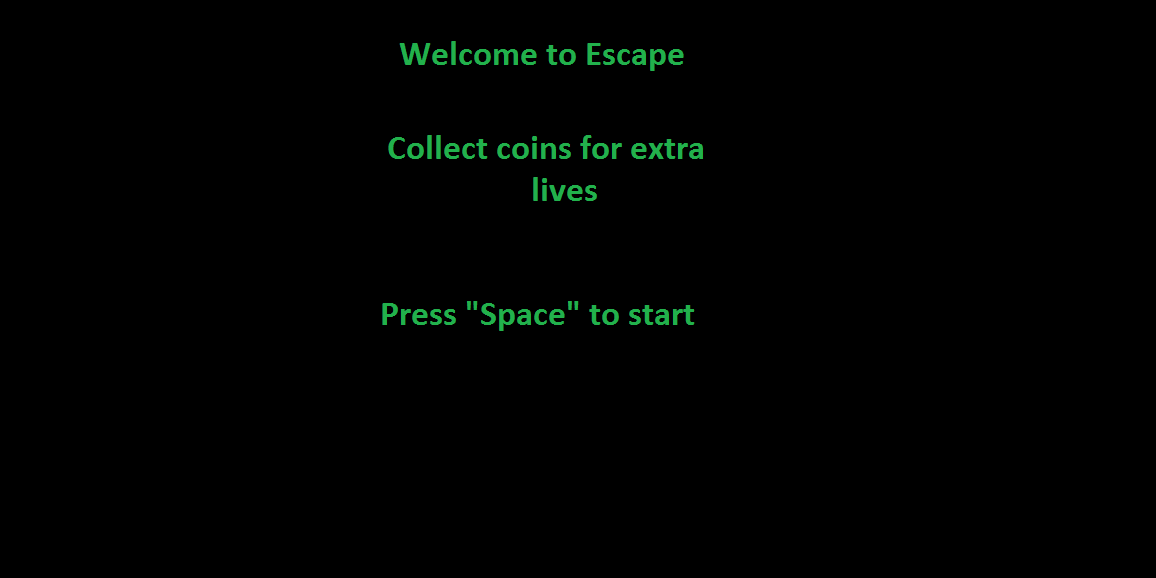 Welcome to Escape
Collect coins for extra
lives
Press "Space" to start